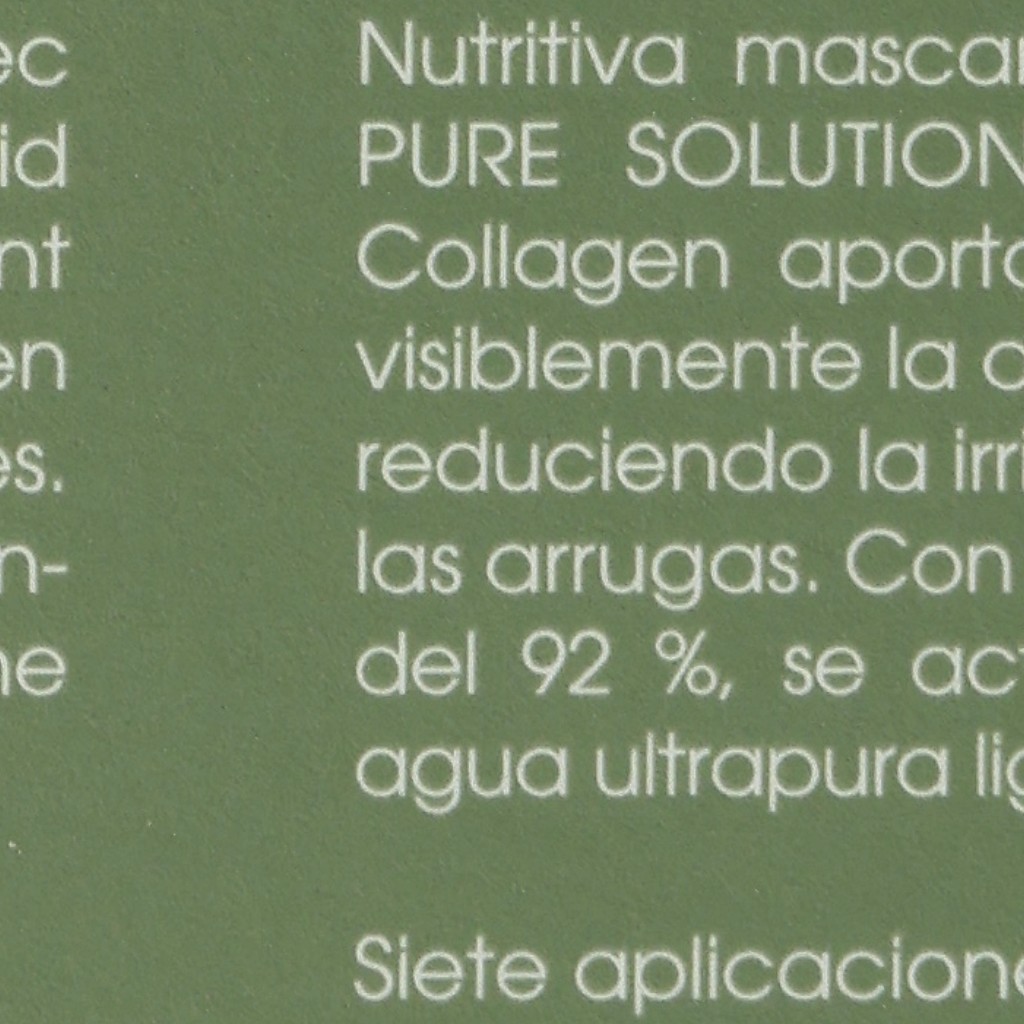 ec
id
nt
en
es.
n-
ne
Nutritiva mascar
PURE SOLUTION
Collagen aporta
visiblemente la
reduciendo la irri
las arrugas. Con
del 92 %, se act
agua ultrapura lig
Siete aplicacione